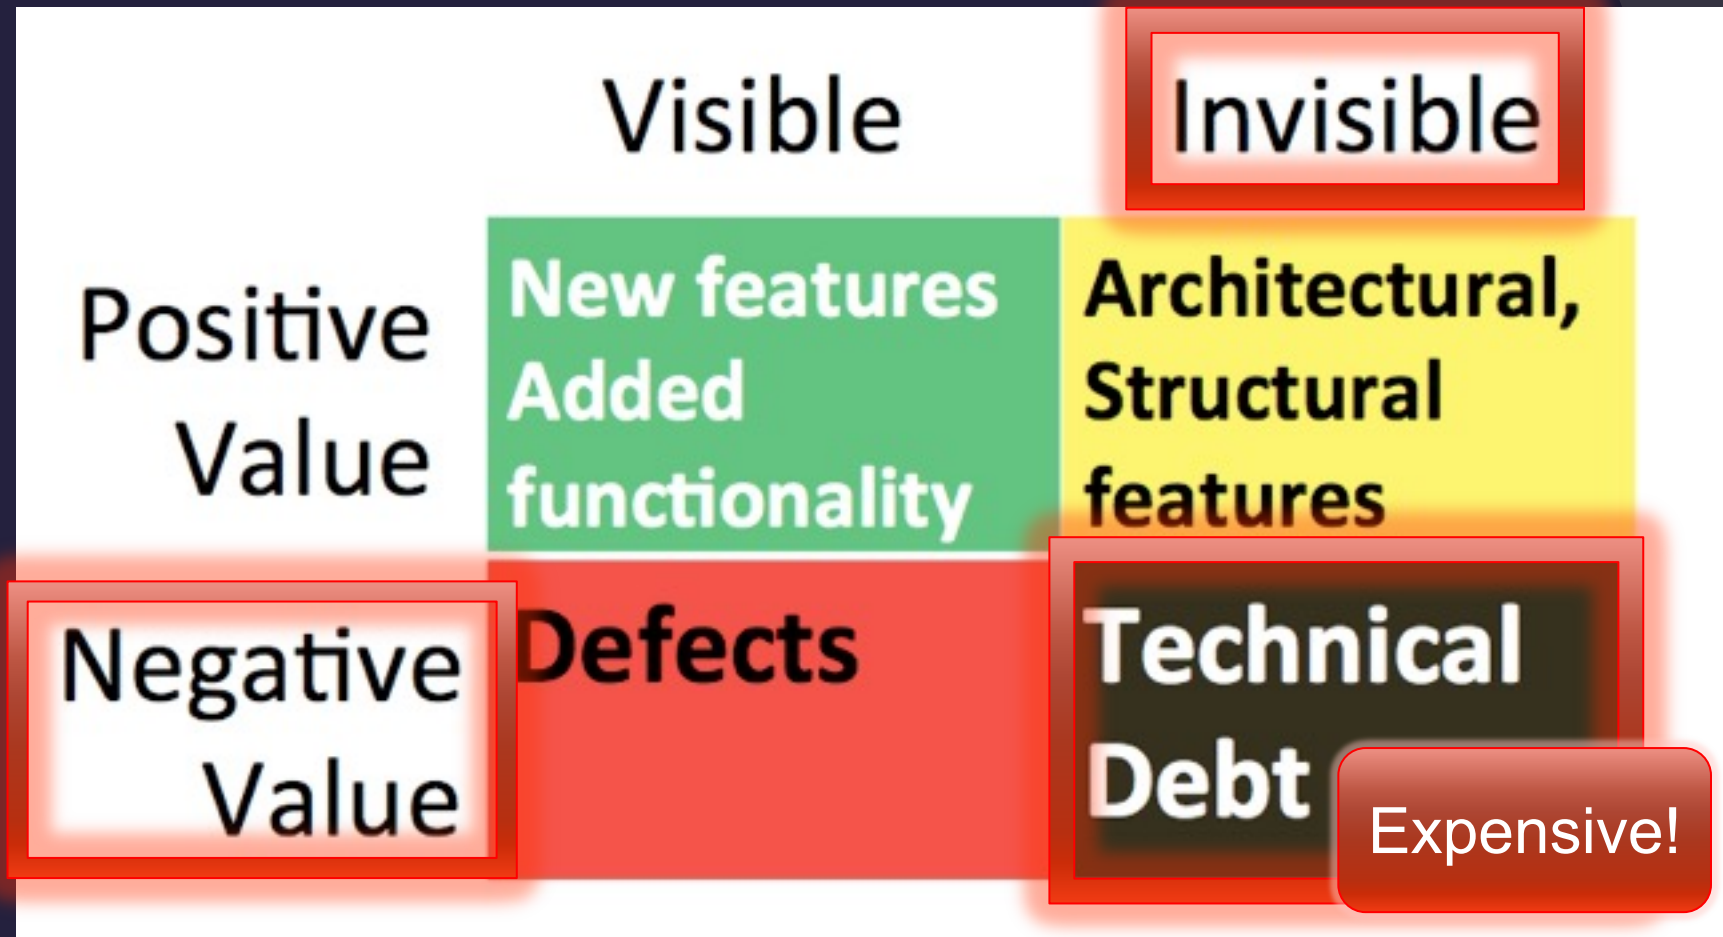 Visible
Invisible
Positive
Value
New features
Added
functionality
Architectural,
Structural
features
Negative
Value
Defects
Technical
Debt
Expensive!